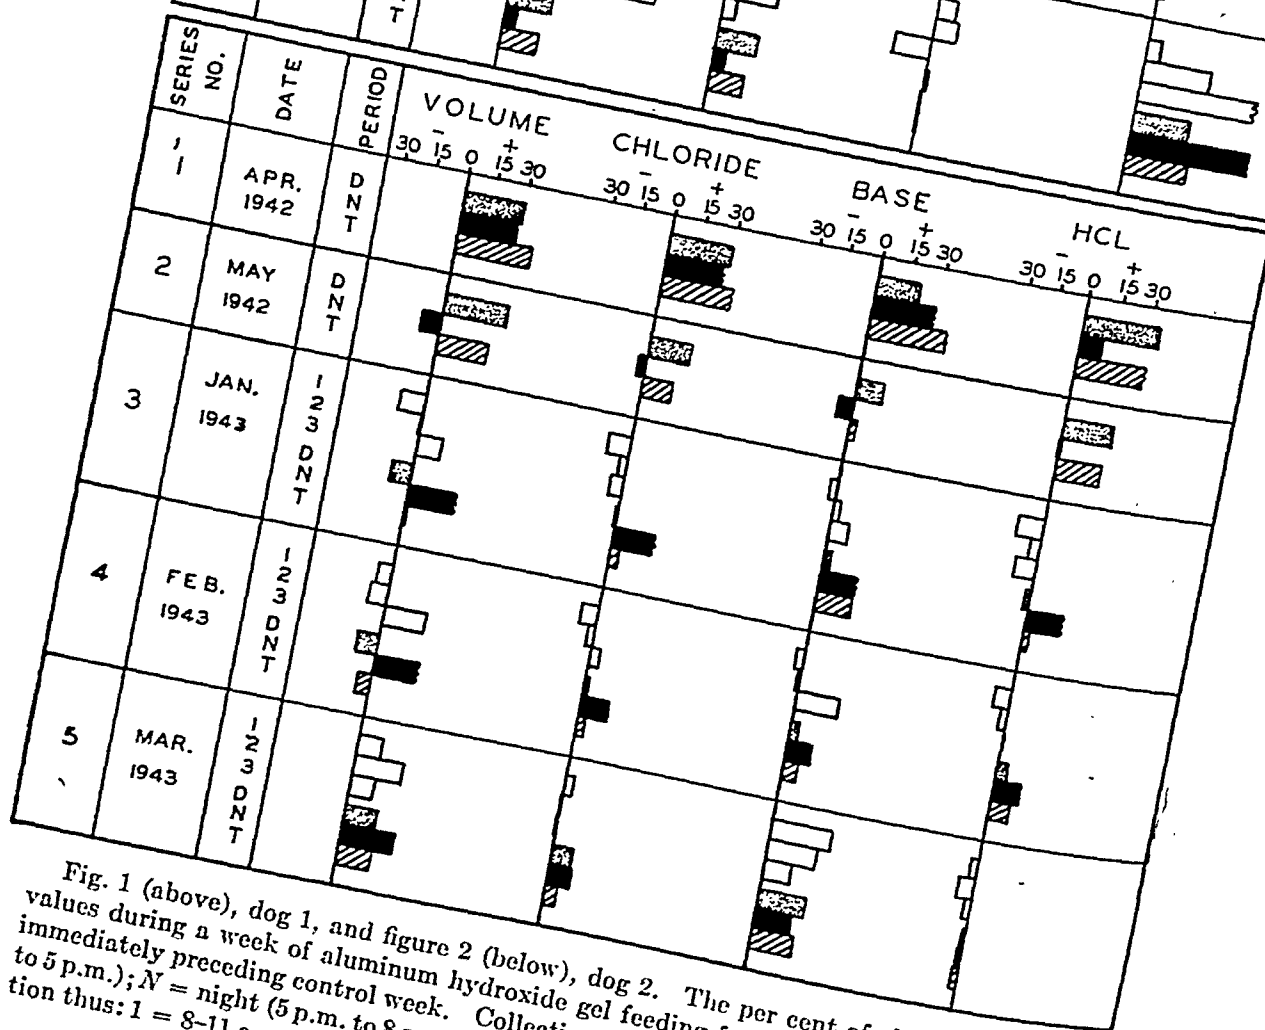 T
SERIES NO.
DATE
PERIOD
VOLUME
CHLORIDE
BASE
HCL
30 - 15 0 + 15 30
30 - 15 0 + 15 30
30 - 15 0 + 15 30
30 - 15 0 + 15 30
1
APR.
1942
D
N
T
2
MAY
1942
D
N
T
3
JAN.
1943
1
2
3
D
N
T
4
FEB.
1943
1
2
3
D
N
T
5
MAR.
1943
1
2
3
D
N
T
Fig. 1 (above), dog 1, and figure 2 (below), dog 2. The per cent of
values during a week of aluminum hydroxide gel feeding
immediately preceding control week.
to 5 p.m.); N = night (5 p.m. to 8
tion thus: 1 = 8-11